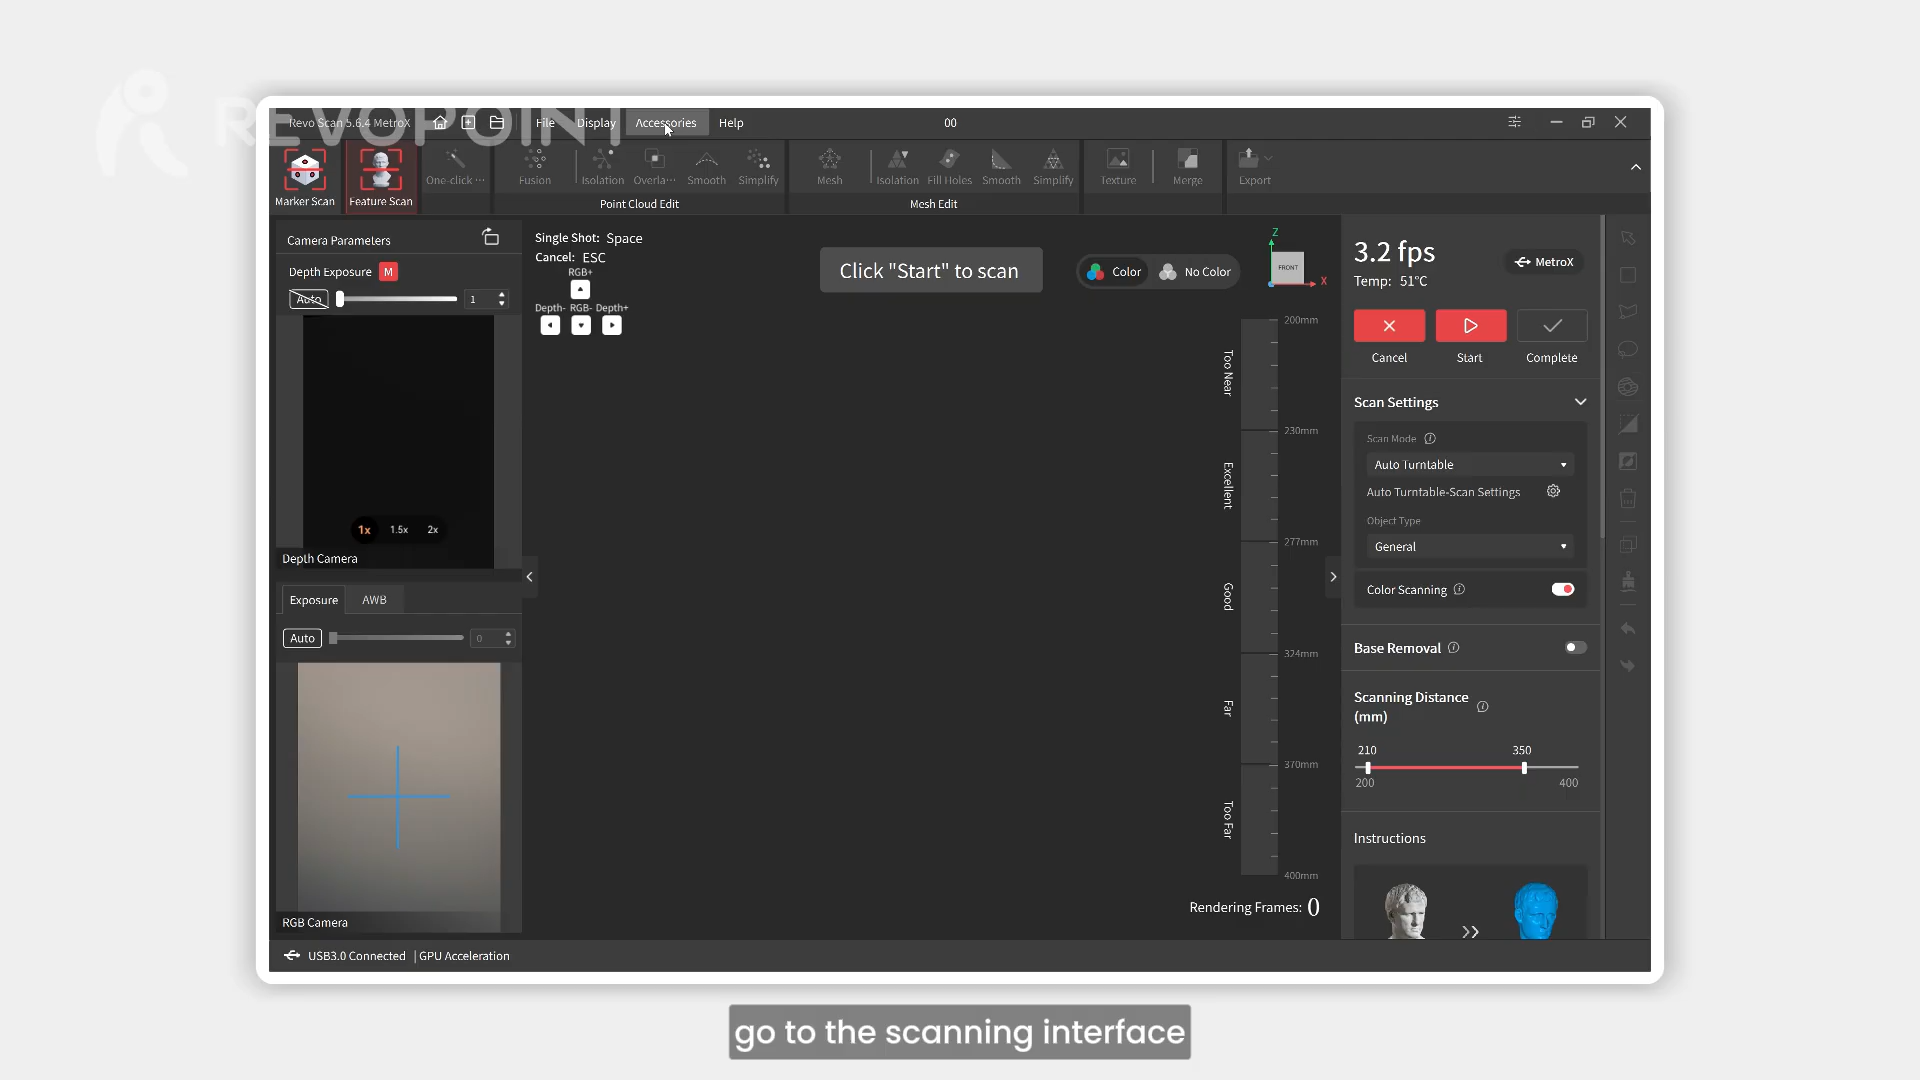 REVOPOINT
Revo Scan 5.6.4 MetroX
File Display Accessories Help
00
Marker Scan
Feature Scan
One-click ...
Fusion
Isolation
Overla...
Smooth
Simplify
Point Cloud Edit
Mesh
Isolation
Fill Holes
Smooth
Simplify
Mesh Edit
Texture
Merge
Export
Camera Parameters
Depth Exposure M
Auto
1
1x 1.5x 2x
Depth Camera
Exposure AWB
Auto
0
RGB Camera
Single Shot: Space
Cancel: ESC
RGB+
Depth- RGB- Depth+
Click "Start" to scan
Color No Color
Z
FRONT
X
200mm
Too Near
230mm
Excellent
277mm
Good
324mm
Far
370mm
Too Far
400mm
Rendering Frames: 0
3.2 fps
MetroX
Temp: 51°C
Cancel Start Complete
Scan Settings
Scan Mode
Auto Turntable
Auto Turntable-Scan Settings
Object Type
General
Color Scanning
Base Removal
Scanning Distance
(mm)
210 350
200 400
Instructions
USB3.0 Connected | GPU Acceleration
go to the scanning interface